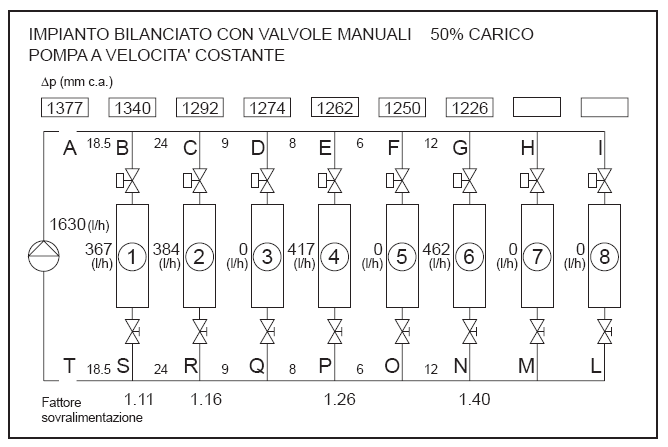 IMPIANTO BILANCIATO CON VALVOLE MANUALI 50% CARICO
POMPA A VELOCITA' COSTANTE
Δp (mm c.a.)
1377 1340 1292 1274 1262 1250 1226
A 18.5 B 24 C 9 D 8 E 6 F 12 G H I
1630 (l/h)
367 (l/h) 1 384 (l/h) 2 0 (l/h) 3 417 (l/h) 4 0 (l/h) 5 462 (l/h) 6 0 (l/h) 7 0 (l/h) 8
T 18.5 S 24 R 9 Q 8 P 6 O 12 N M L
Fattore 1.11 1.16 1.26 1.40
sovralimentazione